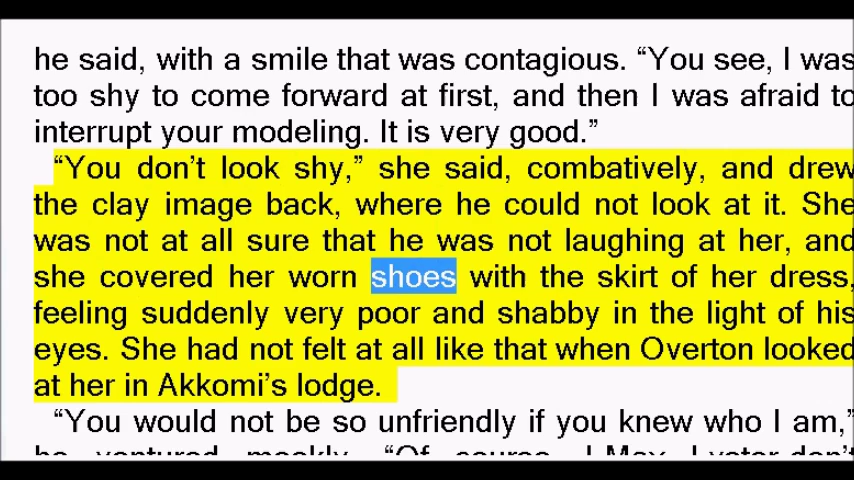 he said, with a smile that was contagious. “You see, I was
too shy to come forward at first, and then I was afraid to
interrupt your modeling. It is very good.”
“You don’t look shy,” she said, combatively, and drew
the clay image back, where he could not look at it. She
was not at all sure that he was not laughing at her, and
she covered her worn shoes with the skirt of her dress,
feeling suddenly very poor and shabby in the light of his
eyes. She had not felt at all like that when Overton looked
at her in Akkomi’s lodge.
“You would not be so unfriendly if you knew who I am,”
he ventured meekly. “Of course, I—